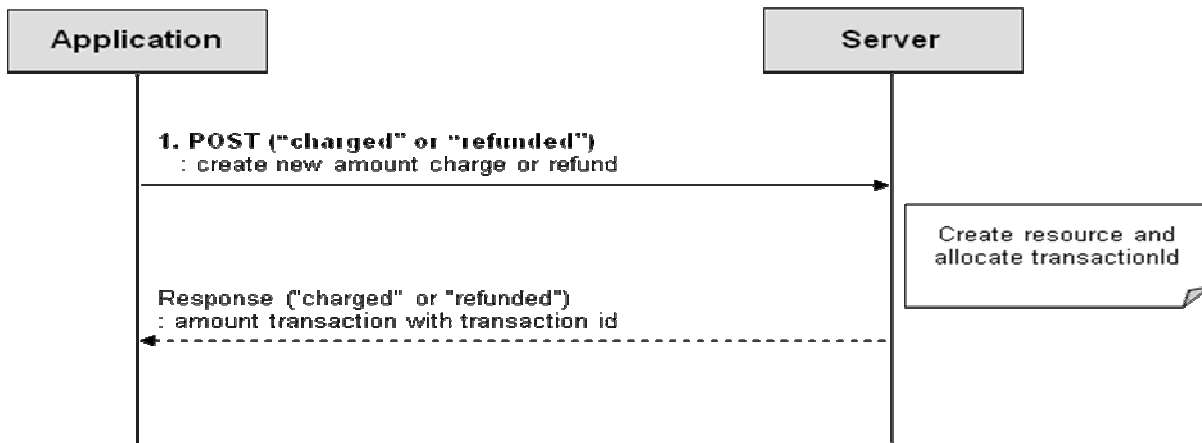 Application
Server
1. POST (“charged” or “refunded”)
: create new amount charge or refund
Create resource and
allocate transactionId
Response ("charged" or "refunded")
: amount transaction with transaction id